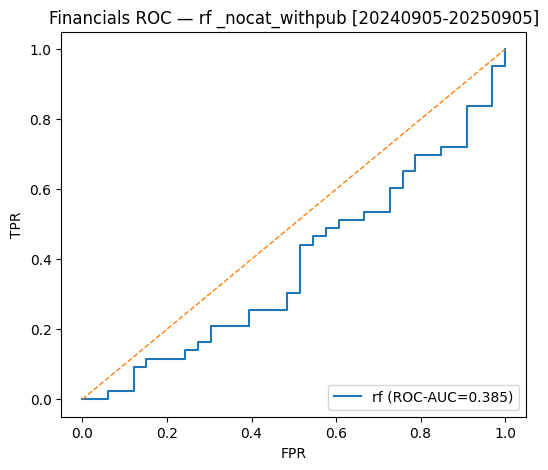 Financials ROC — rf _nocat_withpub [20240905-20250905]
1.0
0.8
0.6
0.4
0.2
0.0
TPR
rf (ROC-AUC=0.385)
0.0 0.2 0.4 0.6 0.8 1.0
FPR